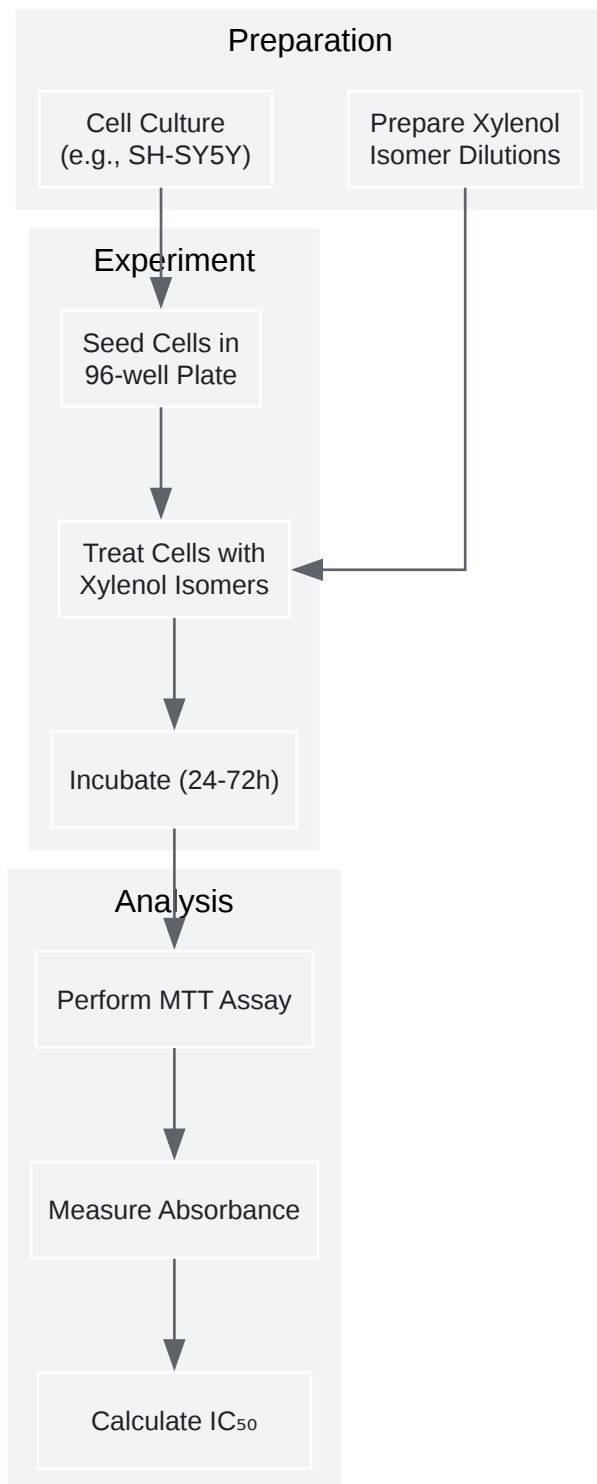 Preparation
Cell Culture
(e.g., SH-SY5Y)
Prepare Xylenol
Isomer Dilutions
Experiment
Seed Cells in
96-well Plate
Treat Cells with
Xylenol Isomers
Incubate (24-72h)
Analysis
Perform MTT Assay
Measure Absorbance
Calculate IC₅₀